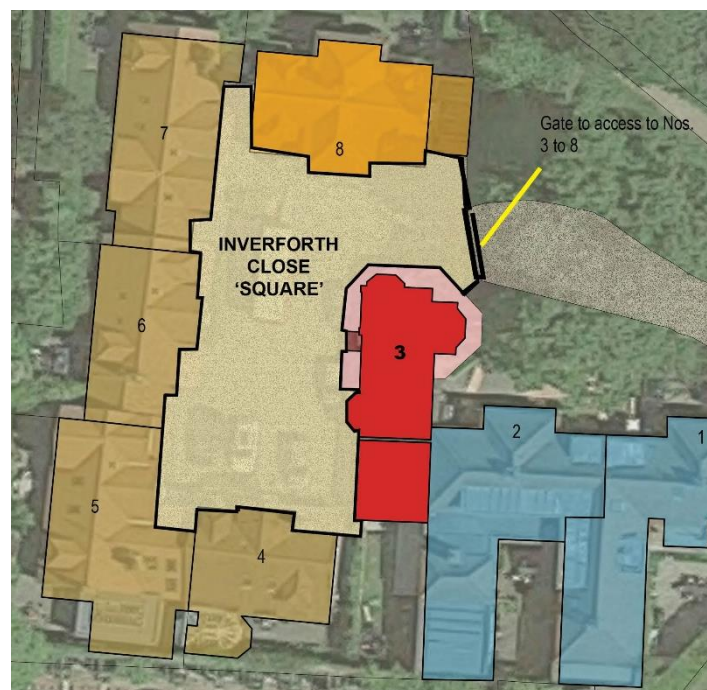 7
8
Gate to access to Nos.
3 to 8
INVERFORTH
CLOSE
‘SQUARE’
6
3
2
1
5
4